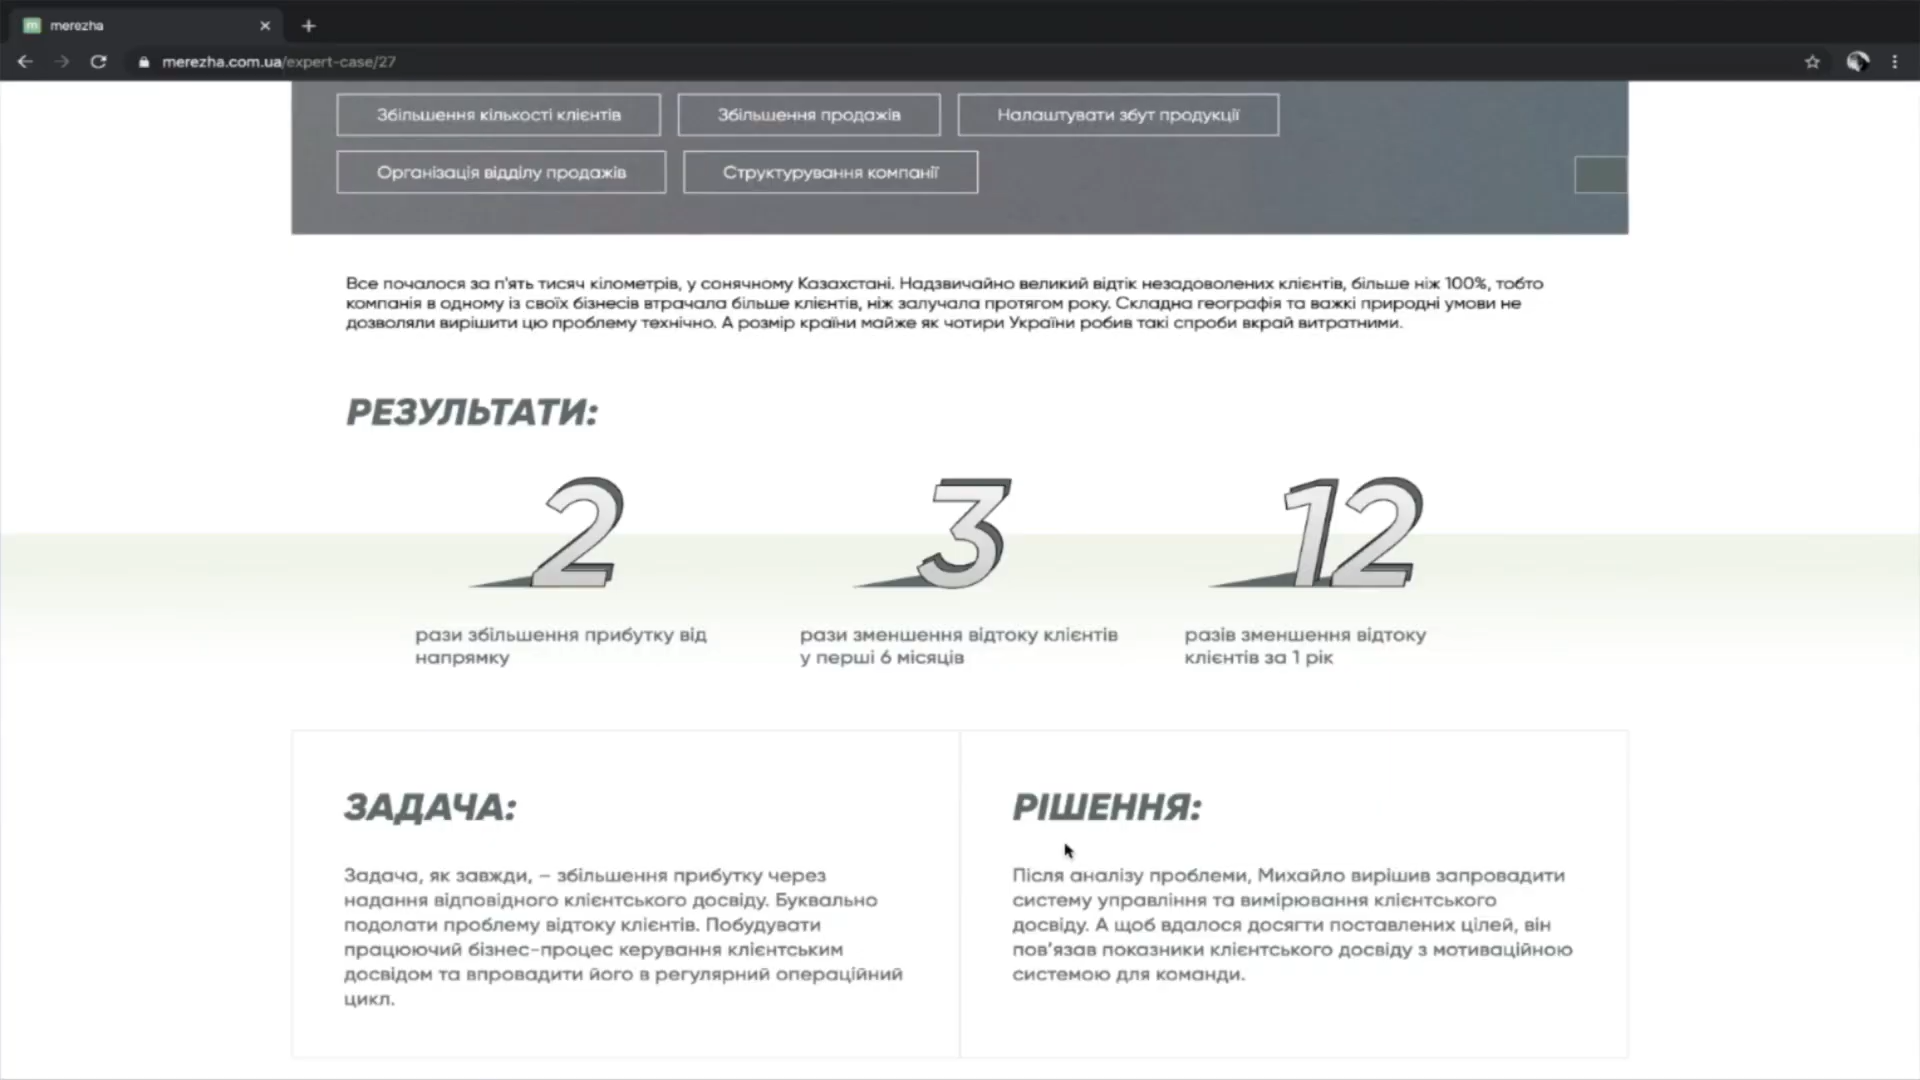 merezha
merezha.com.ua/expert-case/27
Збільшення кількості клієнтів
Збільшення продажів
Налаштувати збут продукції
Організація відділу продажів
Структурування компанії
Все почалося за п'ять тисяч кілометрів, у сонячному Казахстані. Надзвичайно великий відтік незадоволених клієнтів, більше ніж 100%, тобто
компанія в одному із своїх бізнесів втрачала більше клієнтів, ніж залучала протягом року. Складна географія та важкі природні умови не
дозволяли вирішити цю проблему технічно. А розмір країни майже як чотири України робив такі спроби вкрай витратними.
РЕЗУЛЬТАТИ:
2
рази збільшення прибутку від
напрямку
3
рази зменшення відтоку клієнтів
у перші 6 місяців
12
разів зменшення відтоку
клієнтів за 1 рік
ЗАДАЧА:
Задача, як завжди, – збільшення прибутку через
надання відповідного клієнтського досвіду. Буквально
подолати проблему відтоку клієнтів. Побудувати
працюючий бізнес-процес керування клієнтським
досвідом та впровадити його в регулярний операційний
цикл.
РІШЕННЯ:
Після аналізу проблеми, Михайло вирішив запровадити
систему управління та вимірювання клієнтського
досвіду. А щоб вдалося досягти поставлених цілей, він
пов’язав показники клієнтського досвіду з мотиваційною
системою для команди.